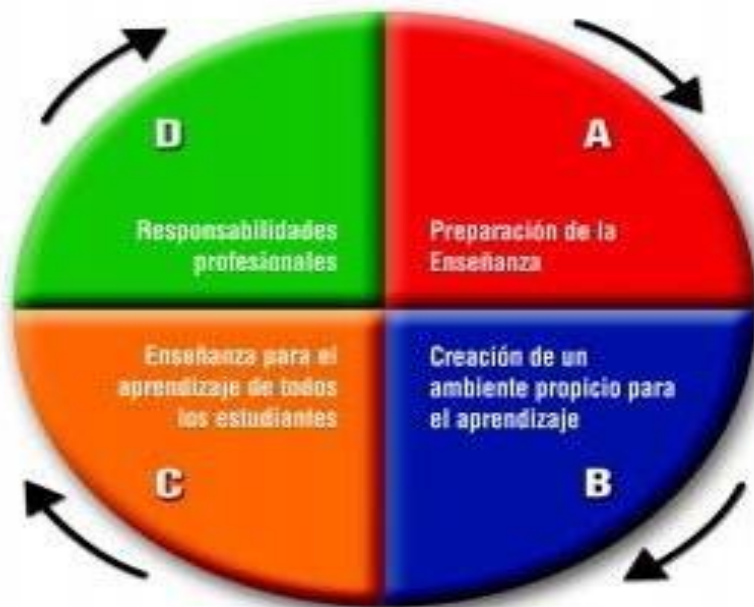 D
Responsabilidades
profesionales
A
Preparación de la
Enseñanza
Enseñanza para el
aprendizaje de todos
los estudiantes
C
Creación de un
ambiente propicio para
el aprendizaje
B